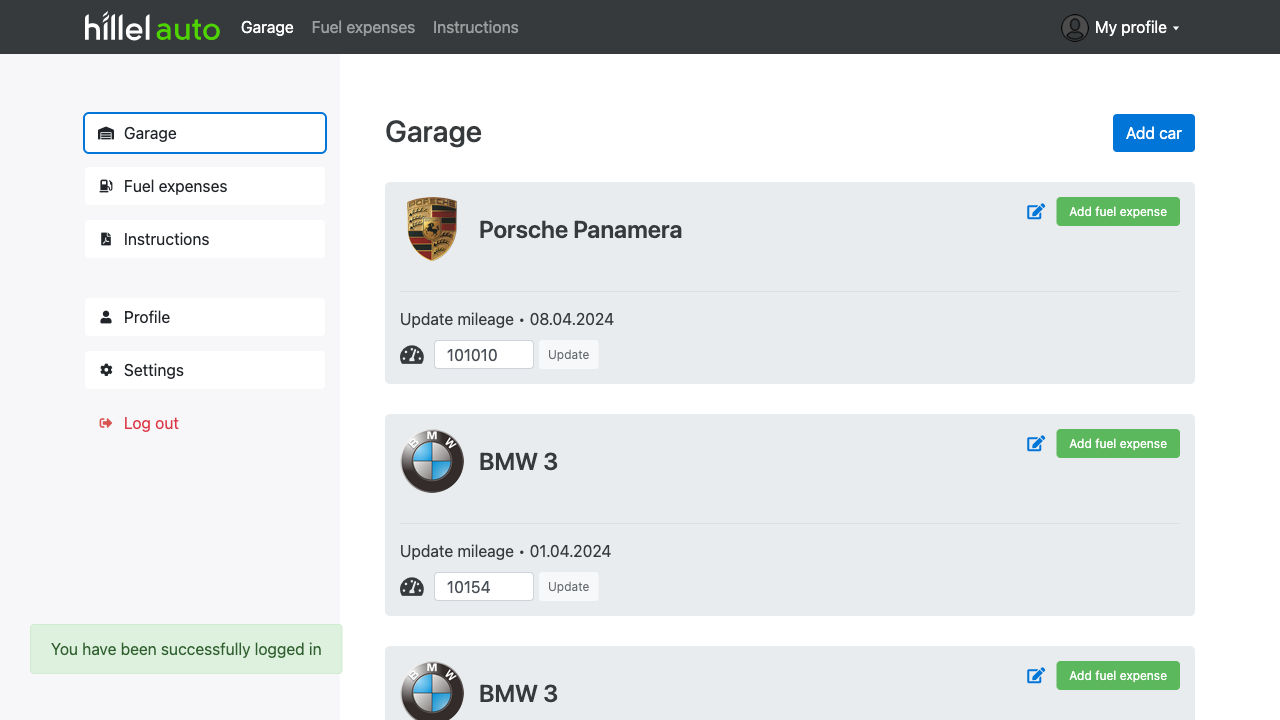 hillel auto Garage Fuel expenses Instructions My profile
Garage
Fuel expenses
Instructions
Profile
Settings
Log out
You have been successfully logged in
Garage Add car
PORSCHE
Porsche Panamera Add fuel expense
Update mileage • 08.04.2024
101010 Update
BMW
BMW 3 Add fuel expense
Update mileage • 01.04.2024
10154 Update
BMW
BMW 3 Add fuel expense